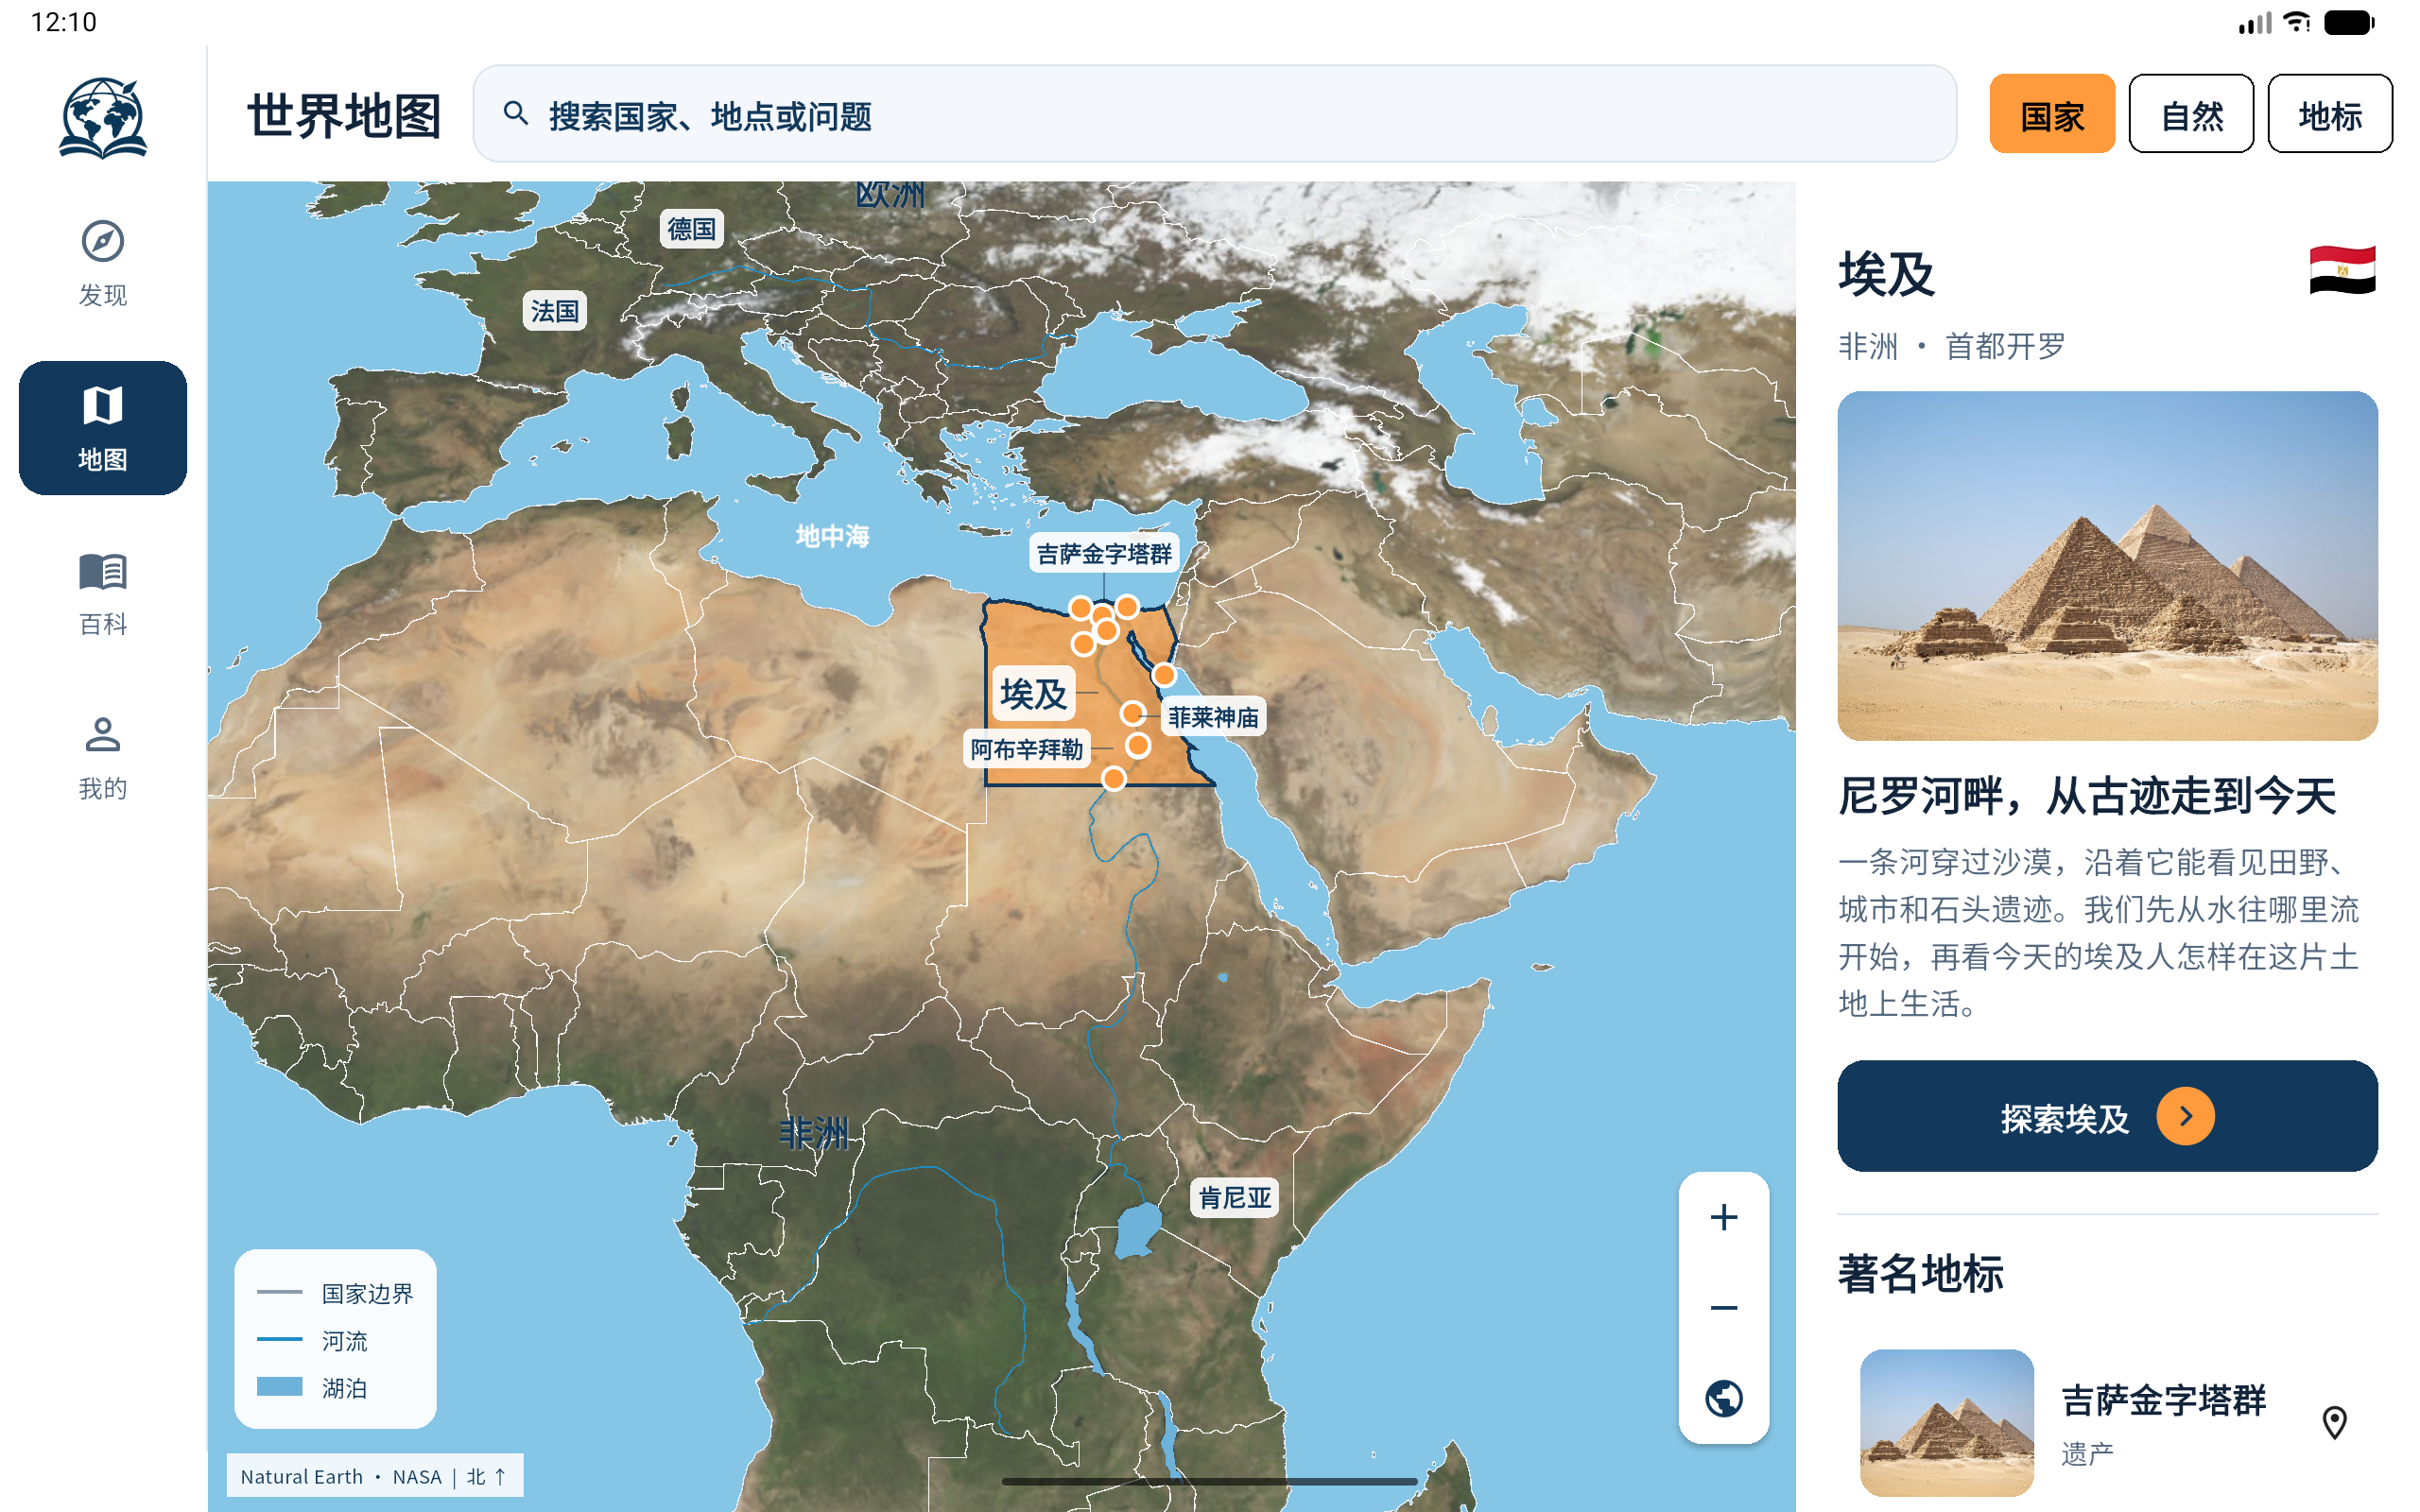 12:10
世界地图
搜索国家、地点或问题
国家
自然
地标
发现
地图
百科
我的
欧洲
德国
法国
地中海
吉萨金字塔群
埃及
菲莱神庙
阿布辛拜勒
非洲
肯尼亚
国家边界
河流
湖泊
Natural Earth · NASA | 北 ↑
埃及
非洲 · 首都开罗
尼罗河畔，从古迹走到今天
一条河穿过沙漠，沿着它能看见田野、
城市和石头遗迹。我们先从水往哪里流
开始，再看今天的埃及人怎样在这片土
地上生活。
探索埃及
著名地标
吉萨金字塔群
遗产